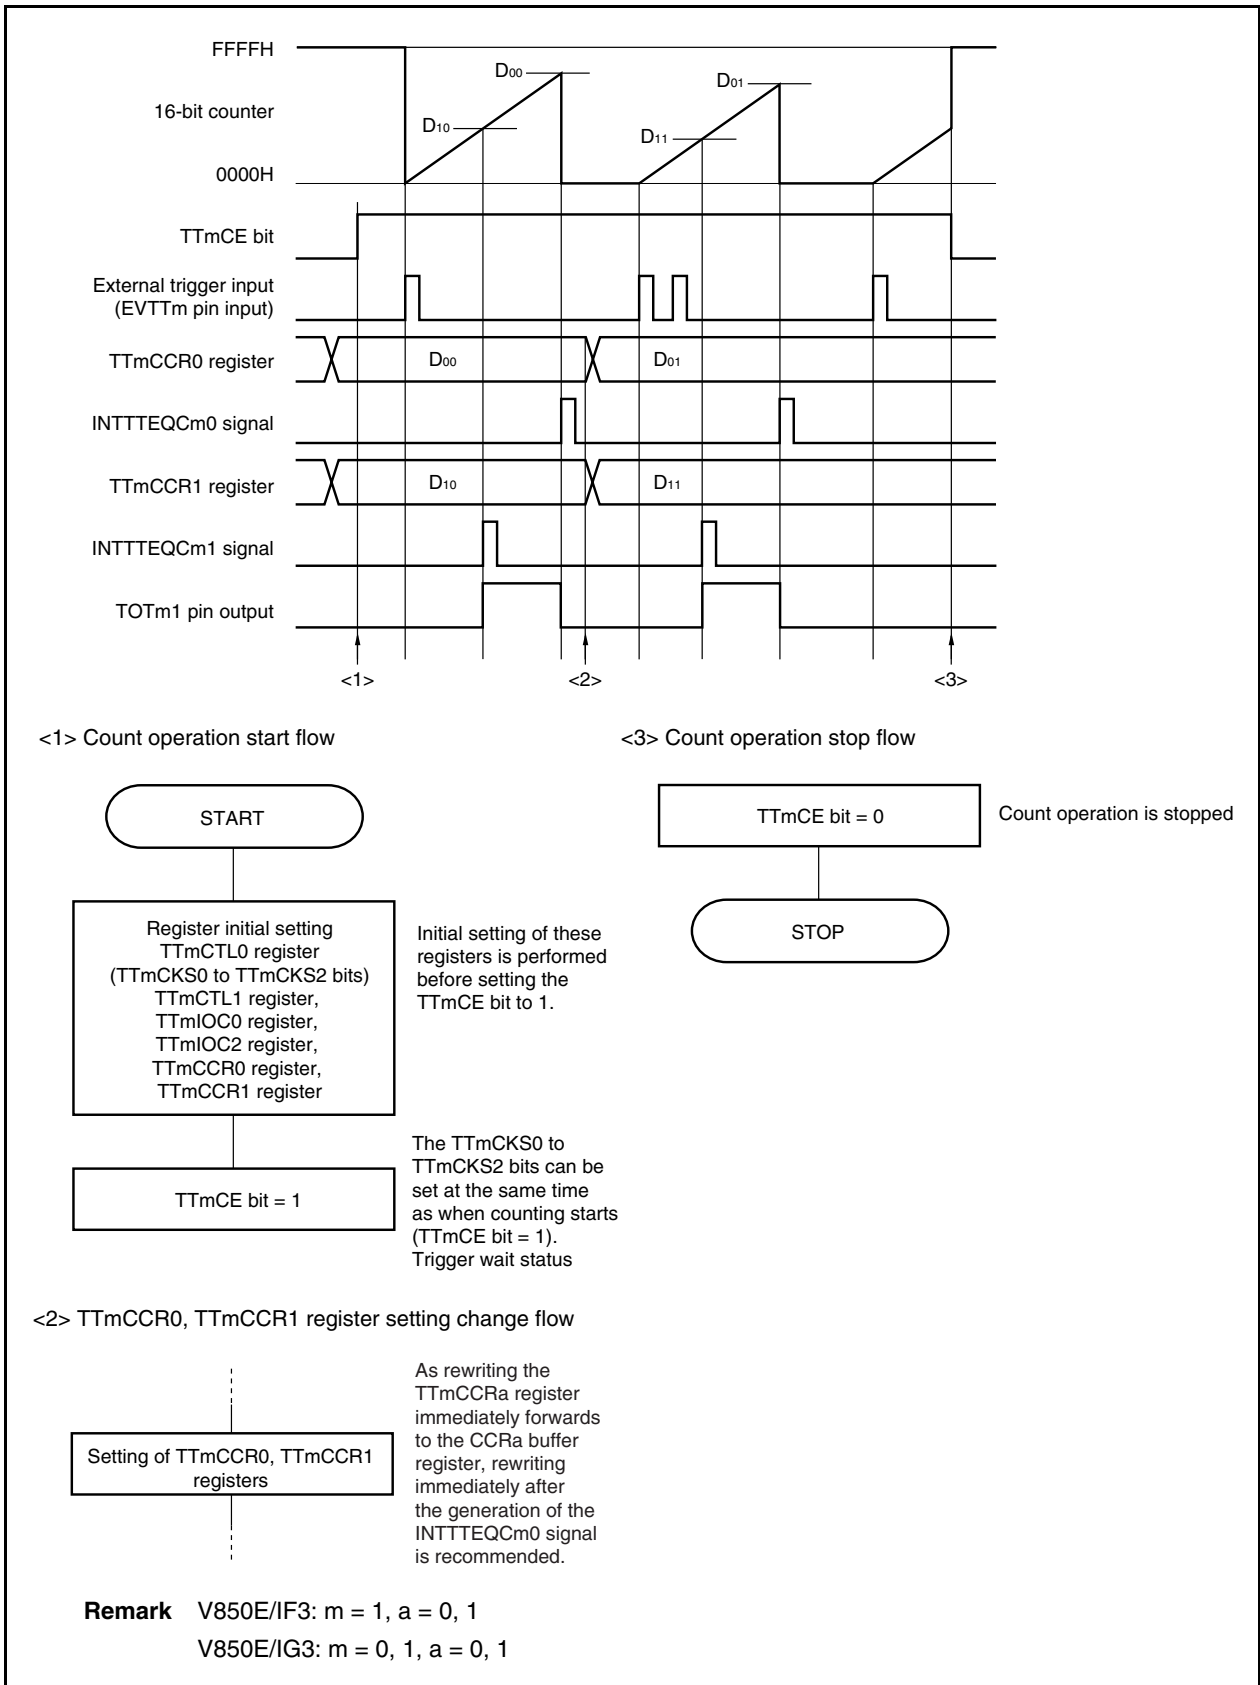 FFFFH
16-bit counter
0000H
D00
D10
D01
D11
TTmCE bit
External trigger input
(EVTTm pin input)
TTmCCR0 register
D00
D01
INTTTEQCm0 signal
TTmCCR1 register
D10
D11
INTTTEQCm1 signal
TOTm1 pin output
<1>
<2>
<3>
<1> Count operation start flow
START
Register initial setting
TTmCTL0 register
(TTmCKS0 to TTmCKS2 bits)
TTmCTL1 register,
TTmIOC0 register,
TTmIOC2 register,
TTmCCR0 register,
TTmCCR1 register
Initial setting of these
registers is performed
before setting the
TTmCE bit to 1.
TTmCE bit = 1
The TTmCKS0 to
TTmCKS2 bits can be
set at the same time
as when counting starts
(TTmCE bit = 1).
Trigger wait status
<3> Count operation stop flow
TTmCE bit = 0
Count operation is stopped
STOP
<2> TTmCCR0, TTmCCR1 register setting change flow
Setting of TTmCCR0, TTmCCR1
registers
As rewriting the
TTmCCRa register
immediately forwards
to the CCRa buffer
register, rewriting
immediately after
the generation of the
INTTTEQCm0 signal
is recommended.
Remark V850E/IF3: m = 1, a = 0, 1
V850E/IG3: m = 0, 1, a = 0, 1